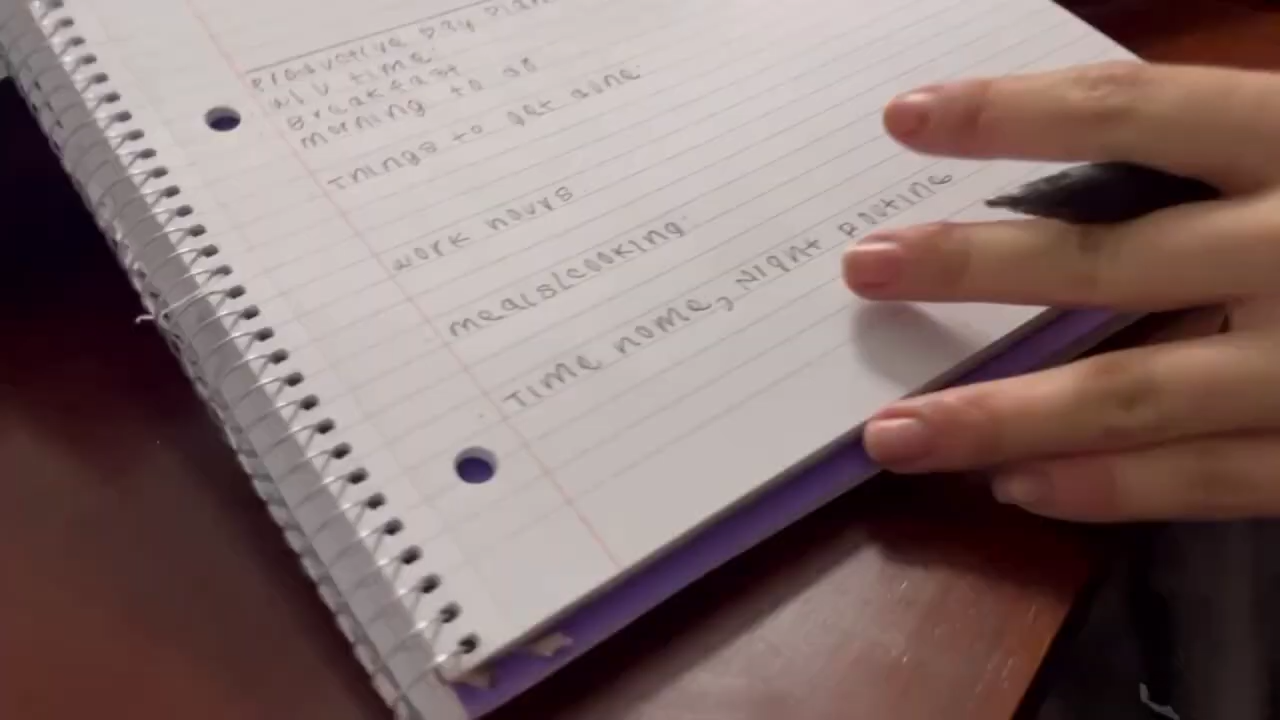 productive Day plan
w/u time:
Breakfast
morning to do
Things to get done:
work hours
meals/cooking:
TIME home, Night routine